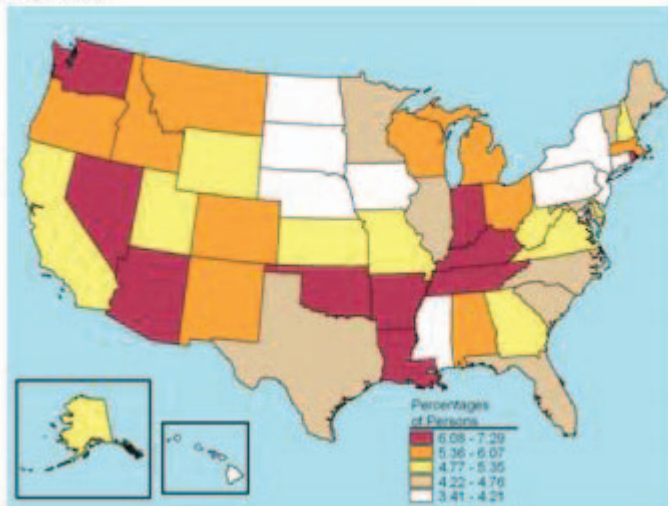 Percentages
of Persons
6.08 - 7.29
5.36 - 6.07
4.77 - 5.35
4.22 - 4.76
3.41 - 4.21